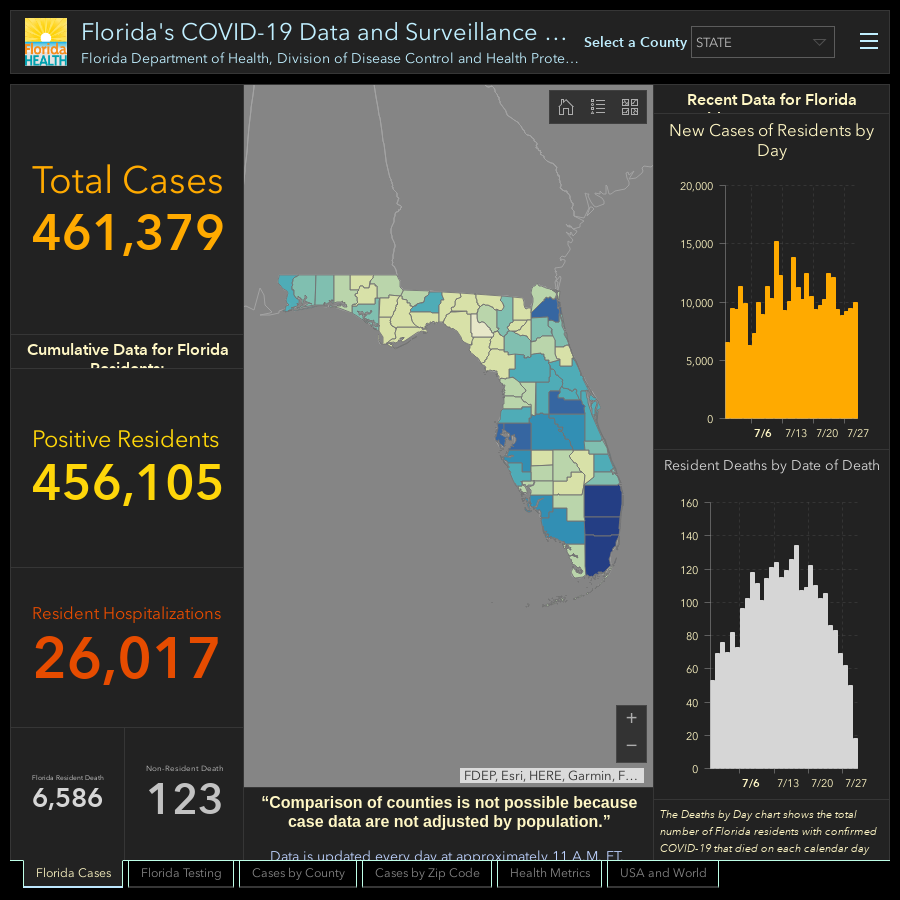 Florida's COVID-19 Data and Surveillance ...
Florida Department of Health, Division of Disease Control and Health Prote...
Florida
HEALTH
Select a County
STATE
Total Cases
461,379
Cumulative Data for Florida
Residents:
Positive Residents
456,105
Resident Hospitalizations
26,017
Florida Resident Death
6,586
Non-Resident Death
123
+
−
FDEP, Esri, HERE, Garmin, F...
“Comparison of counties is not possible because
case data are not adjusted by population.”
Data is updated every day at approximately 11 A.M. ET.
Recent Data for Florida
New Cases of Residents by
Day
20,000
15,000
10,000
5,000
0
7/6 7/13 7/20 7/27
Resident Deaths by Date of Death
160
140
120
100
80
60
40
20
0
7/6 7/13 7/20 7/27
The Deaths by Day chart shows the total
number of Florida residents with confirmed
COVID-19 that died on each calendar day
Florida Cases
Florida Testing
Cases by County
Cases by Zip Code
Health Metrics
USA and World